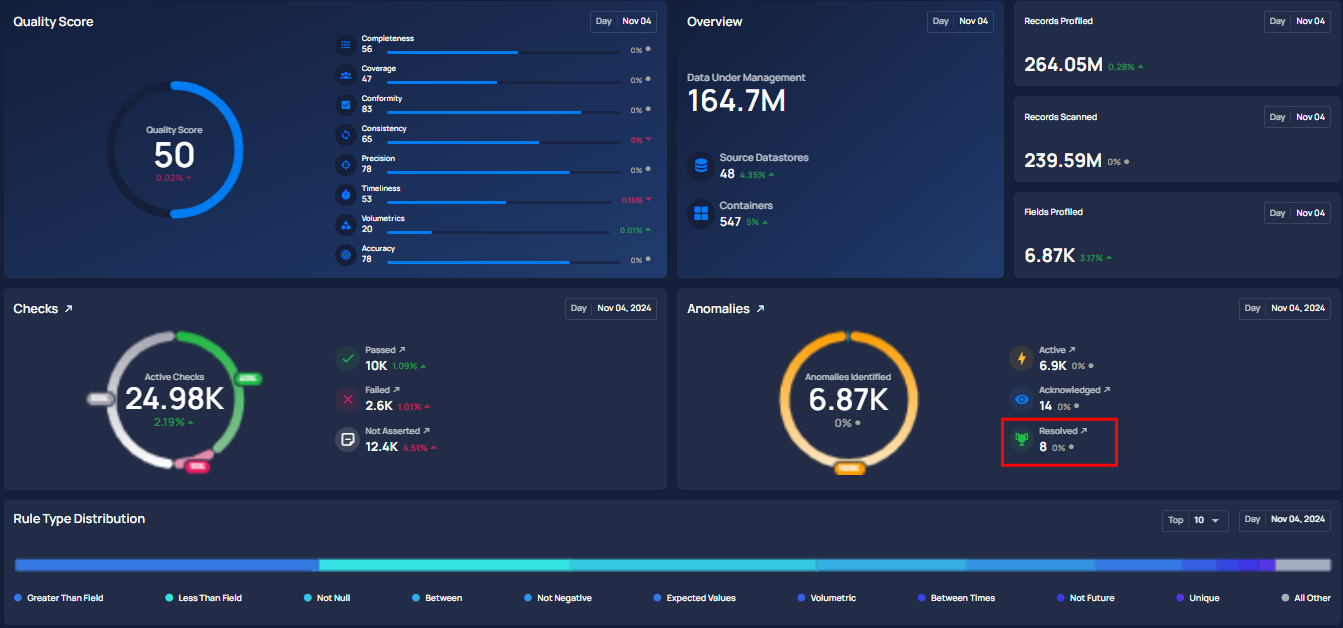 Quality Score
Day Nov 04
Quality Score
50
0.02%
Completeness
56
0%
Coverage
47
0%
Conformity
83
0%
Consistency
65
0%
Precision
78
0%
Timeliness
53
0.15%
Volumetrics
20
0.01%
Accuracy
78
0%
Overview
Day Nov 04
Data Under Management
164.7M
Source Datastores
48 4.35%
Containers
547 5%
Records Profiled
Day Nov 04
264.05M 0.28%
Records Scanned
Day Nov 04
239.59M 0%
Fields Profiled
Day Nov 04
6.87K 3.17%
Checks
Day Nov 04, 2024
Active Checks
24.98K
2.19%
Passed
10K 1.09%
Failed
2.6K 1.01%
Not Asserted
12.4K 4.51%
Anomalies
Day Nov 04, 2024
Anomalies Identified
6.87K
0%
Active
6.9K 0%
Acknowledged
14 0%
Resolved
8 0%
Rule Type Distribution
Top 10
Day Nov 04, 2024
Greater Than Field
Less Than Field
Not Null
Between
Not Negative
Expected Values
Volumetric
Between Times
Not Future
Unique
All Other